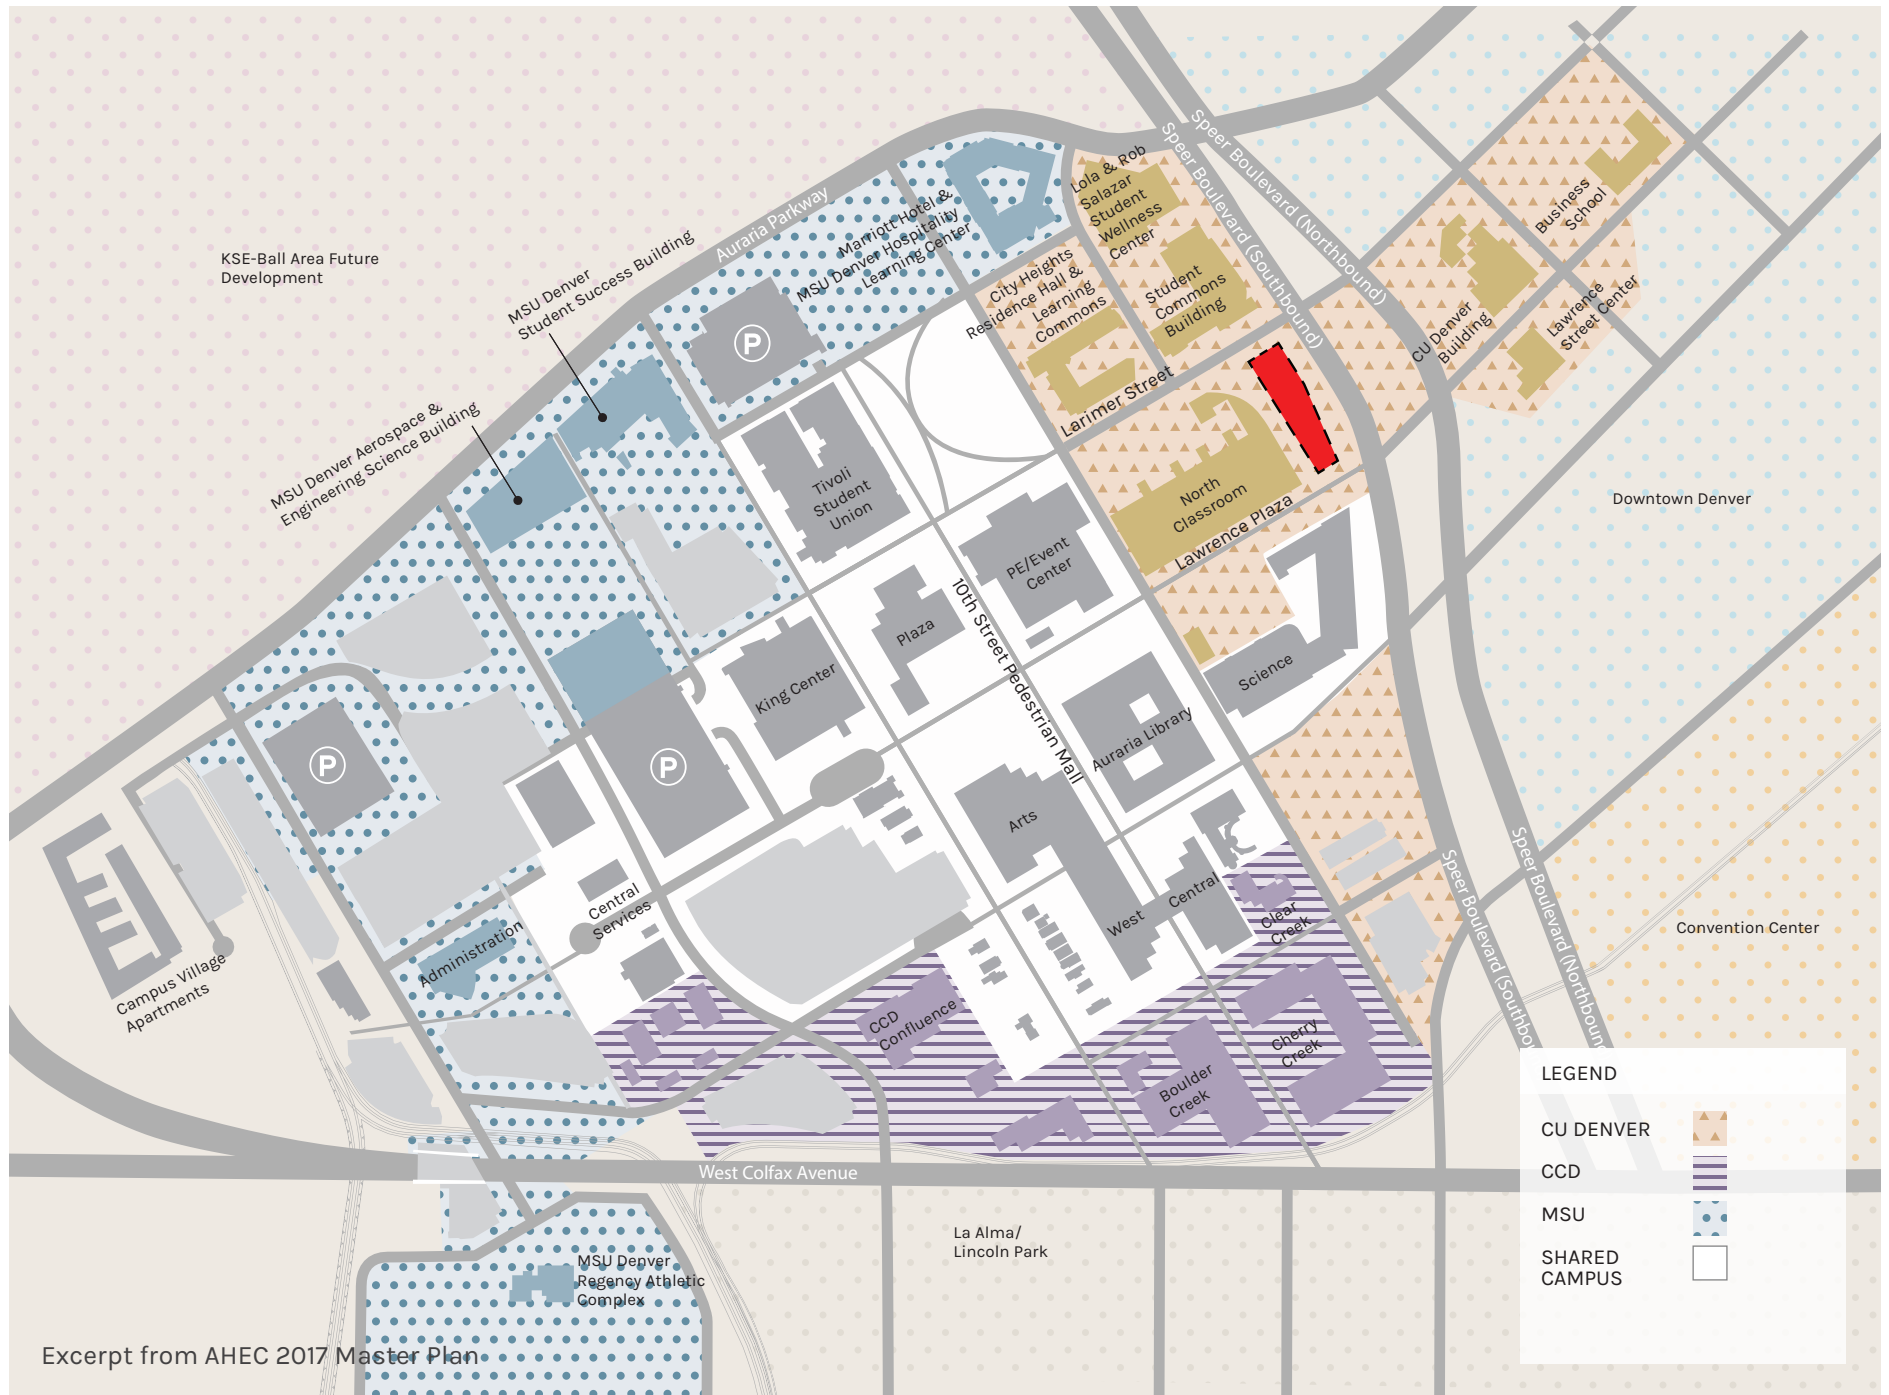 KSE-Ball Area Future
Development
Auraria Parkway
MSU Denver
Student Success Building
MSU Denver Aerospace &
Engineering Science Building
Marriott Hotel &
MSU Denver Hospitality
Learning Center
Lola & Rob
Salazar
Student
Wellness
Center
City Heights
Residence Hall &
Learning
Commons
Student
Commons
Building
Speer Boulevard (Southbound)
Speer Boulevard (Northbound)
Business
School
CU Denver
Building
Lawrence
Street Center
Larimer Street
P
Tivoli
Student
Union
North
Classroom
Lawrence Plaza
Downtown Denver
PE/Event
Center
10th Street Pedestrian Mall
Plaza
King Center
Science
Auraria Library
P
P
Arts
Central
Services
Administration
West
Central
Clear
Creek
Campus Village
Apartments
CCD
Confluence
Cherry
Creek
Boulder
Creek
Speer Boulevard (Southbou
Speer Boulevard (Northbound
Convention Center
West Colfax Avenue
La Alma/
Lincoln Park
MSU Denver
Regency Athletic
Complex
LEGEND
CU DENVER
CCD
MSU
SHARED
CAMPUS
Excerpt from AHEC 2017 Master Plan